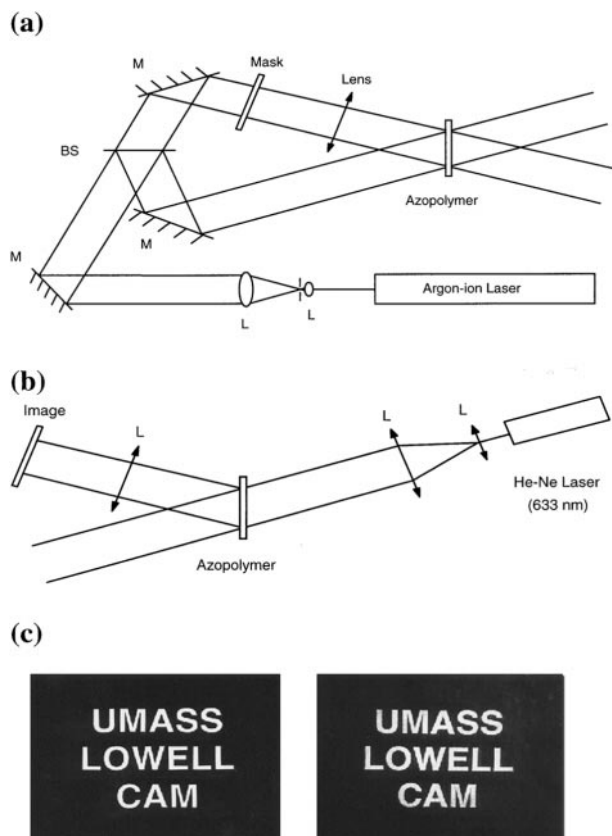 (a)
M
Mask
Lens
BS
M
Azopolymer
M
L
L
Argon-ion Laser
(b)
Image
L
L
L
He-Ne Laser
(633 nm)
Azopolymer
(c)
UMASS
LOWELL
CAM
UMASS
LOWELL
CAM